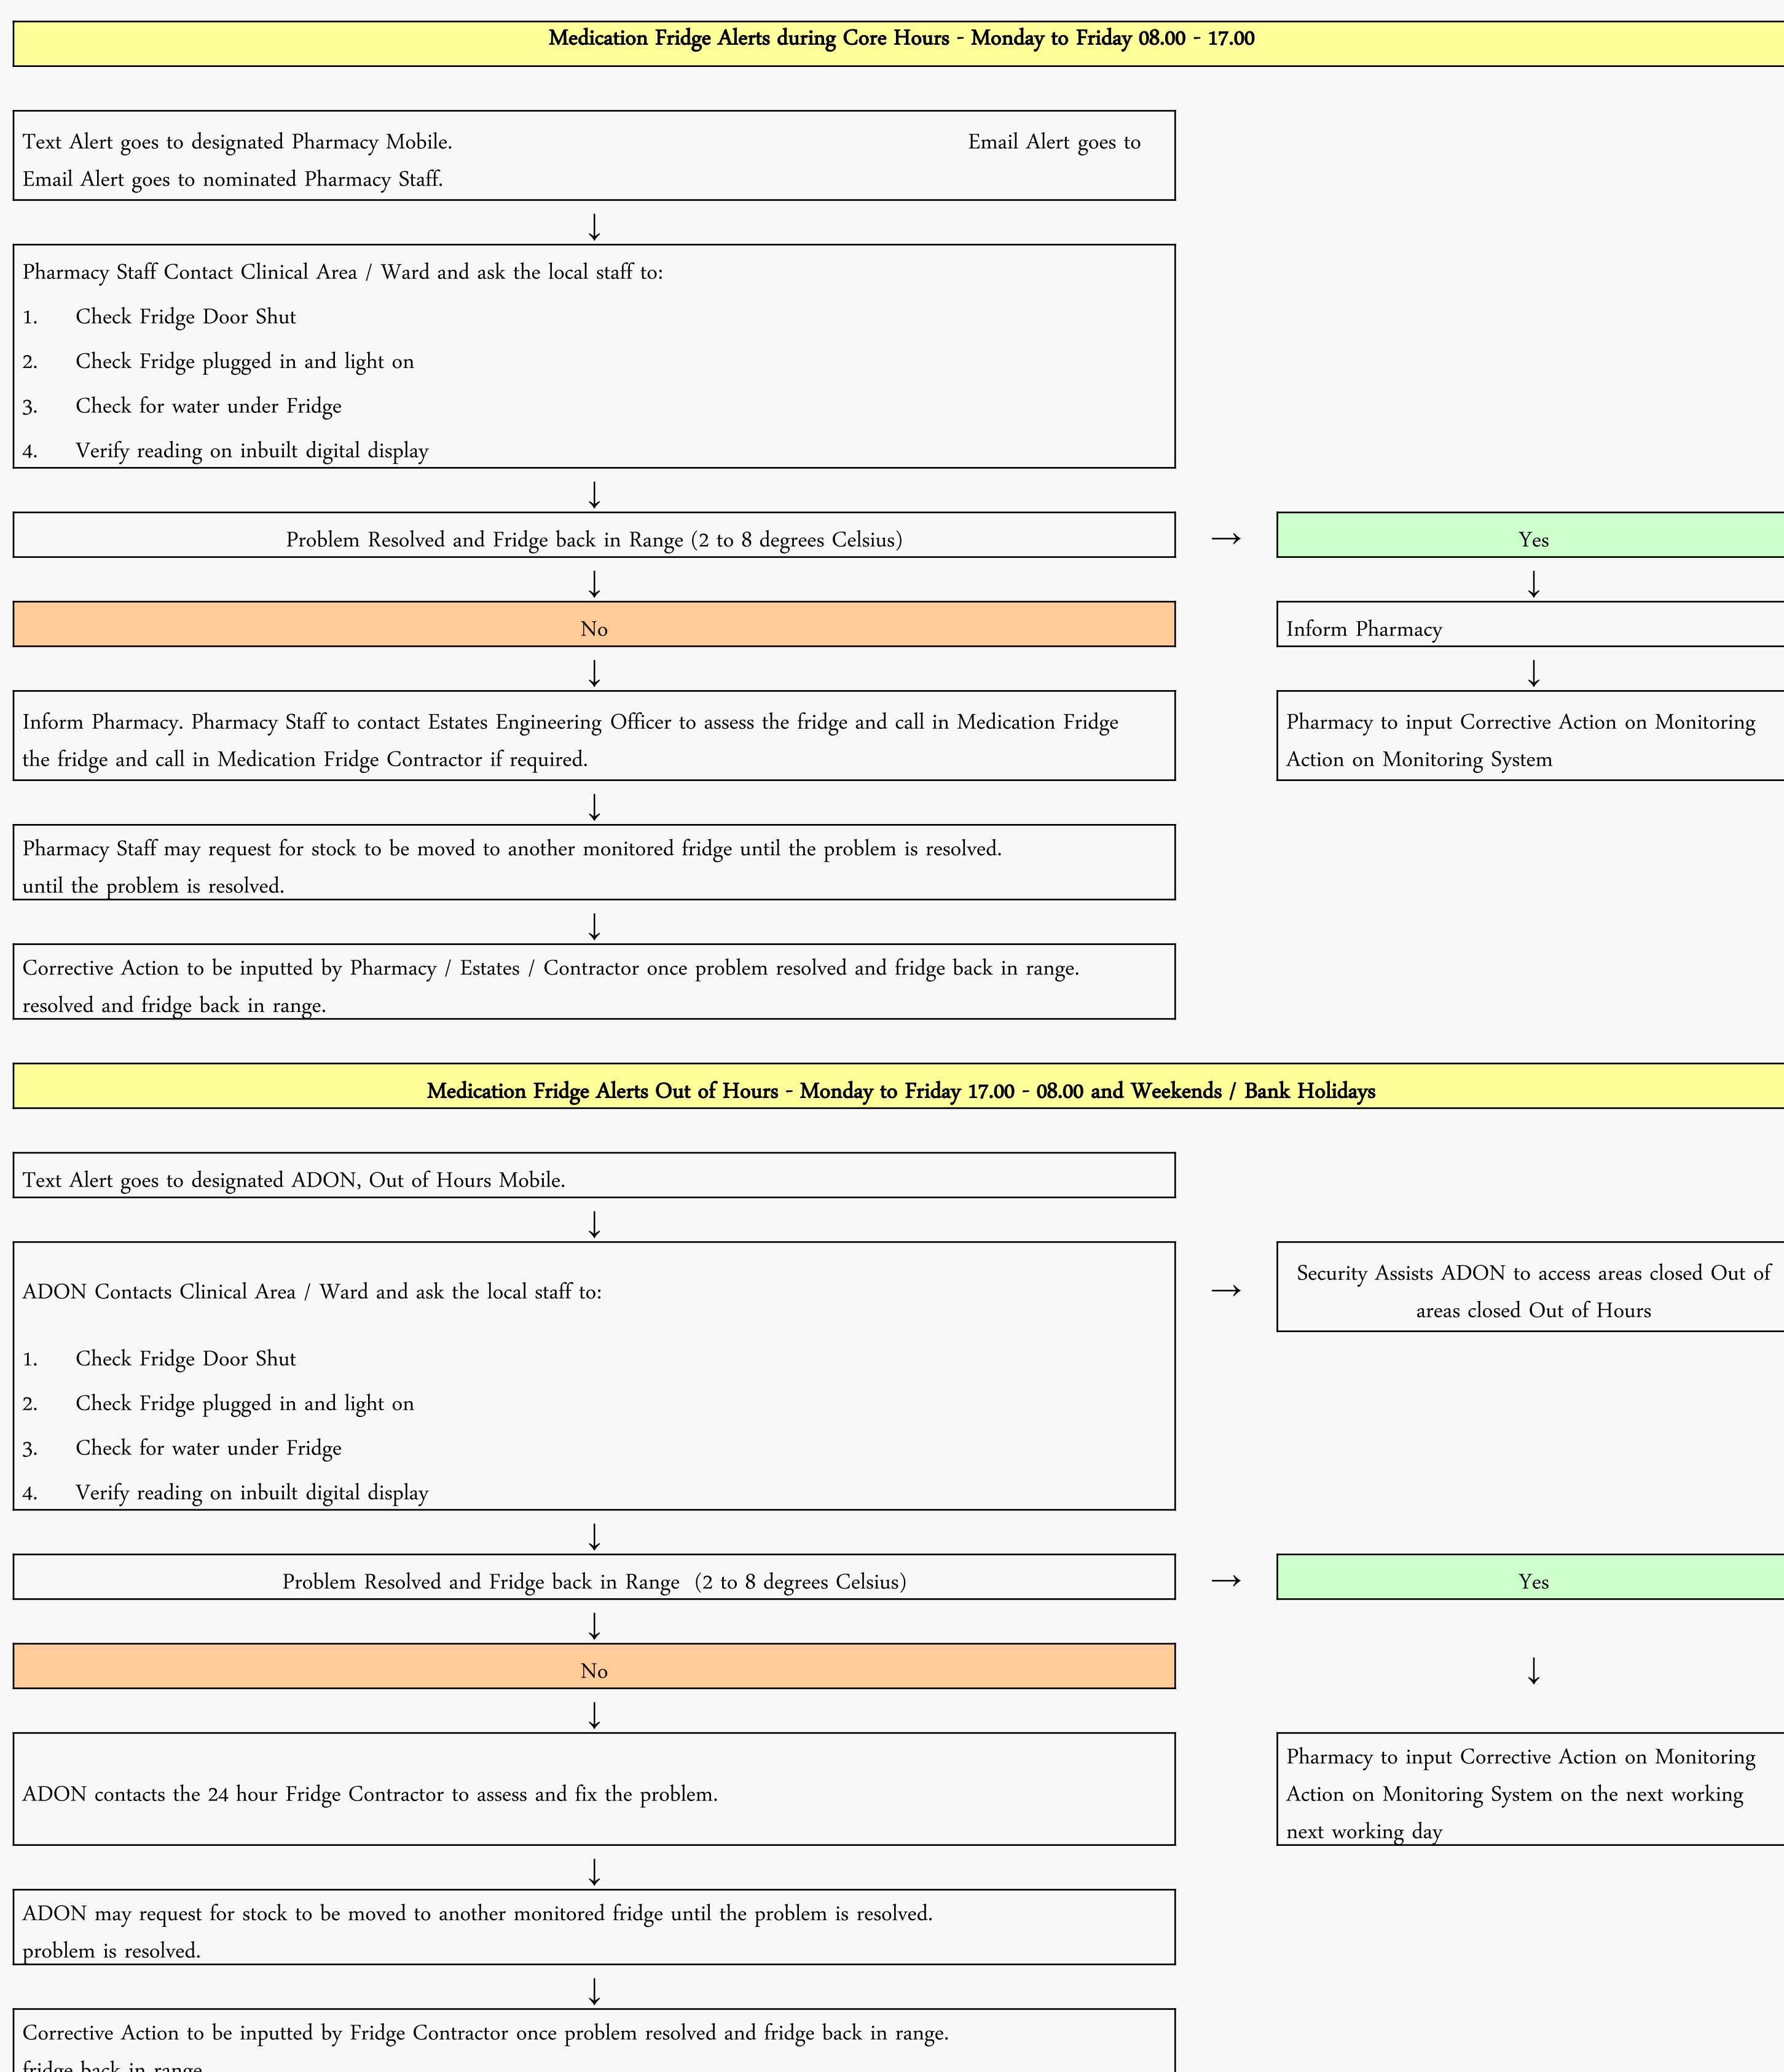 Medication Fridge Alerts during Core Hours - Monday to Friday 08.00 - 17.00
Text Alert goes to designated Pharmacy Mobile. Email Alert goes to
Email Alert goes to nominated Pharmacy Staff.
↓
Pharmacy Staff Contact Clinical Area / Ward and ask the local staff to:
1. Check Fridge Door Shut
2. Check Fridge plugged in and light on
3. Check for water under Fridge
4. Verify reading on inbuilt digital display
↓
Problem Resolved and Fridge back in Range (2 to 8 degrees Celsius) → Yes
↓ ↓
No Inform Pharmacy
↓ ↓
Inform Pharmacy. Pharmacy Staff to contact Estates Engineering Officer to assess the fridge and call in Medication Fridge
the fridge and call in Medication Fridge Contractor if required.
Pharmacy to input Corrective Action on Monitoring
Action on Monitoring System
↓
Pharmacy Staff may request for stock to be moved to another monitored fridge until the problem is resolved.
until the problem is resolved.
↓
Corrective Action to be inputted by Pharmacy / Estates / Contractor once problem resolved and fridge back in range.
resolved and fridge back in range.
Medication Fridge Alerts Out of Hours - Monday to Friday 17.00 - 08.00 and Weekends / Bank Holidays
Text Alert goes to designated ADON, Out of Hours Mobile.
↓
ADON Contacts Clinical Area / Ward and ask the local staff to: →
Security Assists ADON to access areas closed Out of
areas closed Out of Hours
1. Check Fridge Door Shut
2. Check Fridge plugged in and light on
3. Check for water under Fridge
4. Verify reading on inbuilt digital display
↓
Problem Resolved and Fridge back in Range (2 to 8 degrees Celsius) → Yes
↓
No ↓
↓
ADON contacts the 24 hour Fridge Contractor to assess and fix the problem.
Pharmacy to input Corrective Action on Monitoring
Action on Monitoring System on the next working
next working day
↓
ADON may request for stock to be moved to another monitored fridge until the problem is resolved.
problem is resolved.
↓
Corrective Action to be inputted by Fridge Contractor once problem resolved and fridge back in range.
fridge back in range